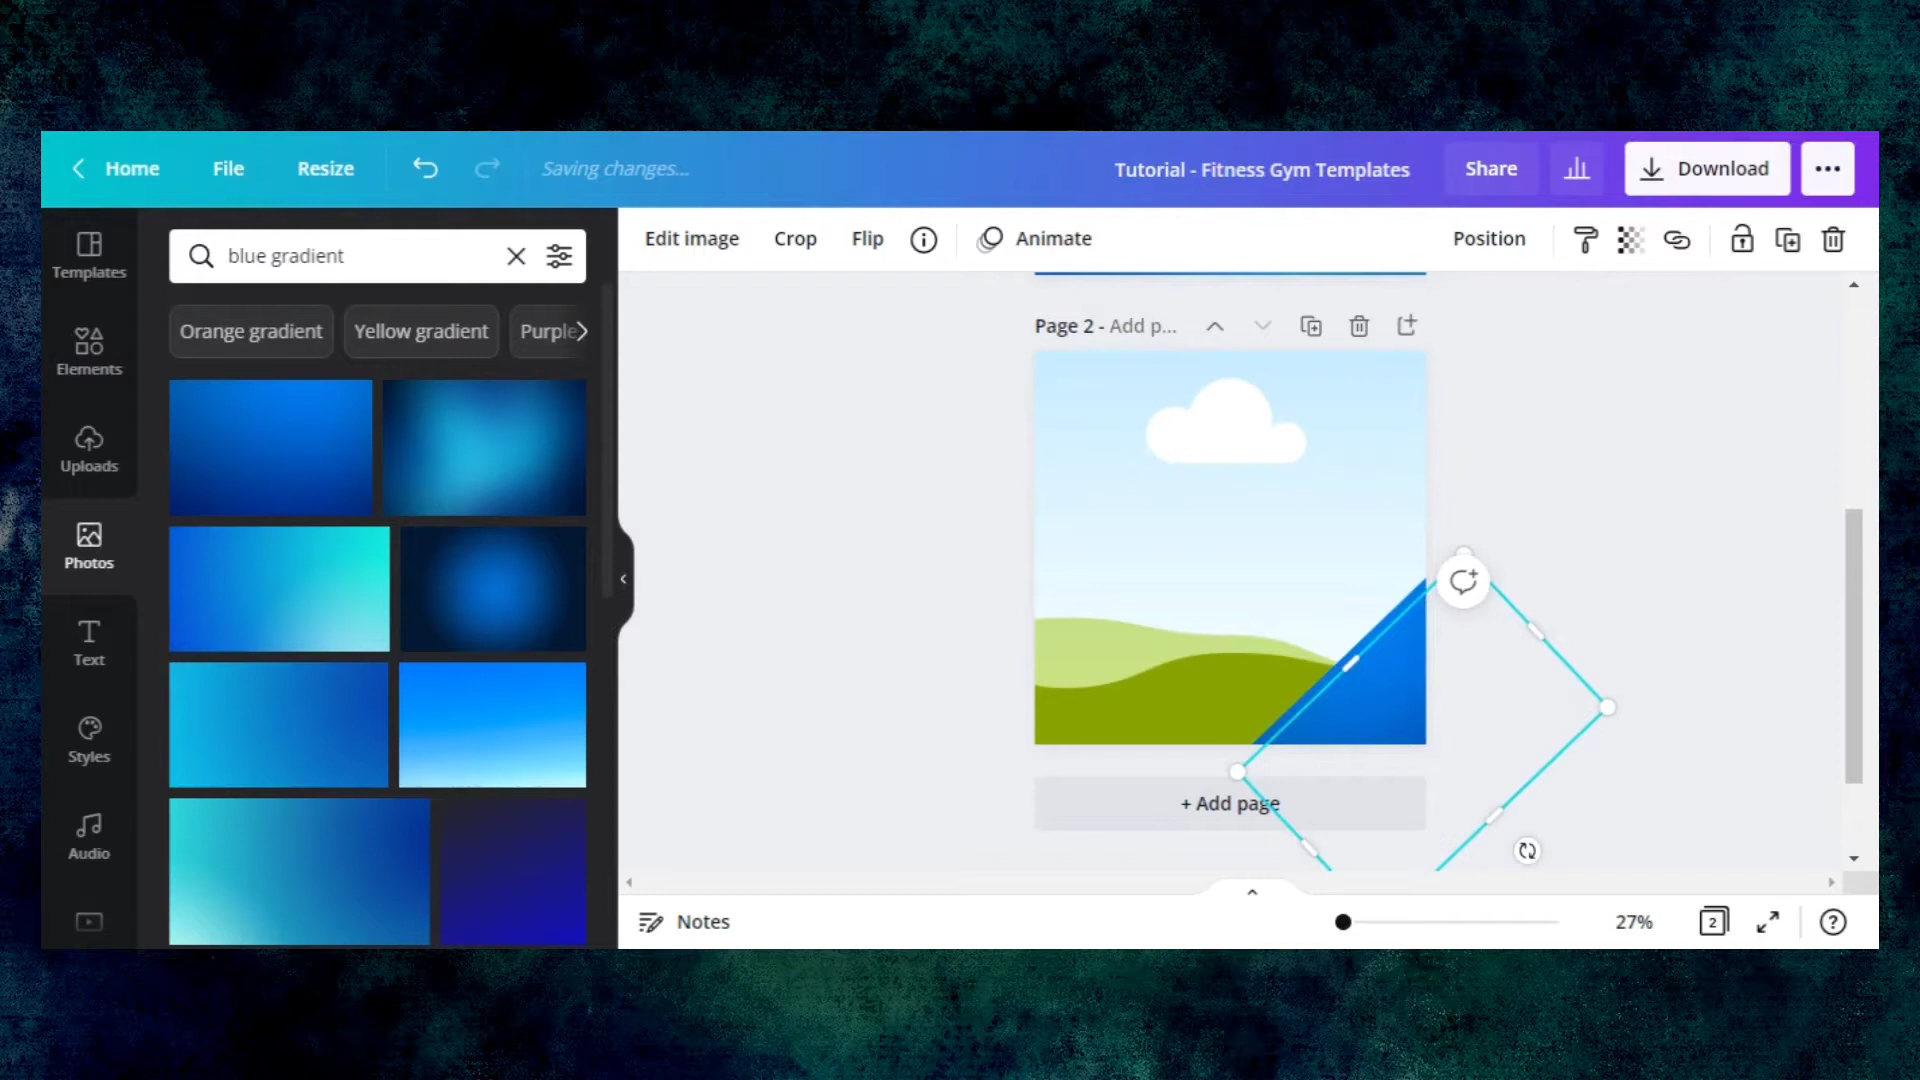 Home File Resize Saving changes... Tutorial - Fitness Gym Templates Share Download
Templates
Elements
Uploads
Photos
Text
Styles
Audio
blue gradient
Orange gradient Yellow gradient Purple
Edit image Crop Flip Animate Position
Page 2 - Add p...
+ Add page
Notes 27% 2 ?